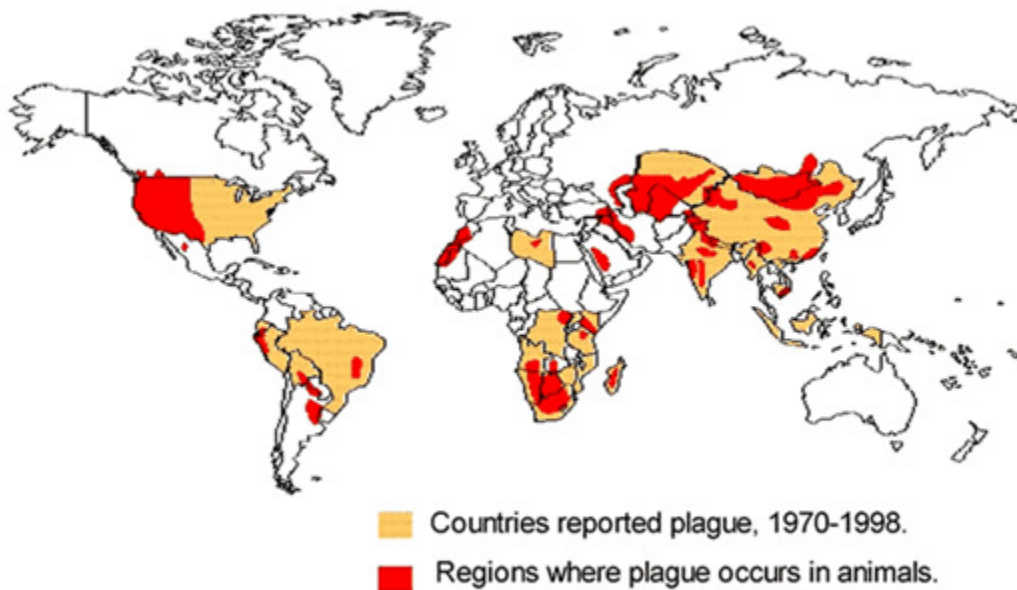 Countries reported plague, 1970-1998.
Regions where plague occurs in animals.